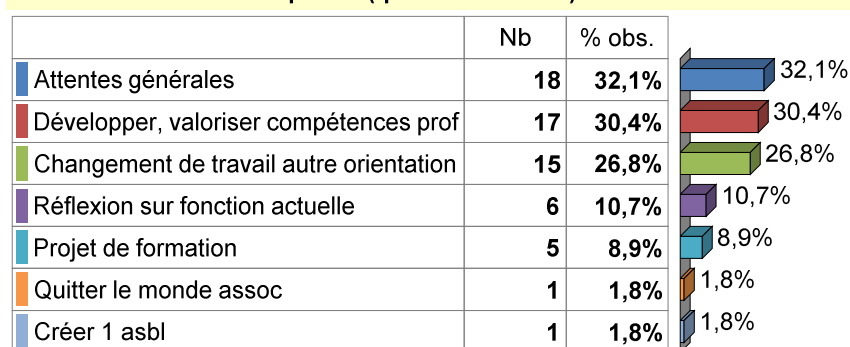 Nb % obs.
Attentes générales 18 32,1% 32,1%
Développer, valoriser compétences prof 17 30,4% 30,4%
Changement de travail autre orientation 15 26,8% 26,8%
Réflexion sur fonction actuelle 6 10,7% 10,7%
Projet de formation 5 8,9% 8,9%
Quitter le monde assoc 1 1,8% 1,8%
Créer 1 asbl 1 1,8% 1,8%